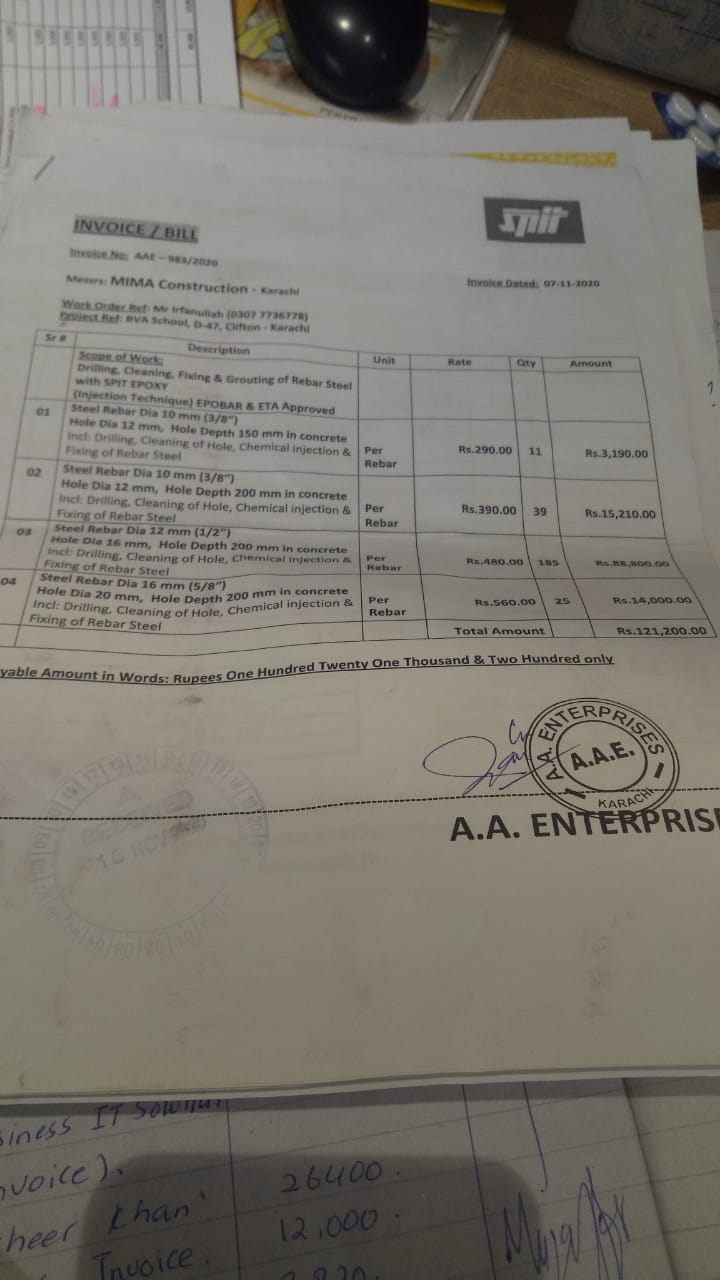 spit
INVOICE / BILL
Invoice No: AAE – 983/2020
Messrs: MIMA Construction - Karachi
Invoice Dated: 07-11-2020
Work Order Ref: Mr Irfanullah (0307 7736778)
Project Ref: BVA School, D-47, Clifton - Karachi
Sr # Description Unit Rate Qty Amount
Scope of Work:
Drilling, Cleaning, Fixing & Grouting of Rebar Steel
with SPIT EPOXY
(Injection Technique) EPOBAR & ETA Approved
01 Steel Rebar Dia 10 mm (3/8")
Hole Dia 12 mm, Hole Depth 150 mm in concrete
Incl: Drilling, Cleaning of Hole, Chemical injection &
Fixing of Rebar Steel
Per Rebar Rs.290.00 11 Rs.3,190.00
02 Steel Rebar Dia 10 mm (3/8")
Hole Dia 12 mm, Hole Depth 200 mm in concrete
Incl: Drilling, Cleaning of Hole, Chemical injection &
Fixing of Rebar Steel
Per Rebar Rs.390.00 39 Rs.15,210.00
03 Steel Rebar Dia 12 mm (1/2")
Hole Dia 16 mm, Hole Depth 200 mm in concrete
Incl: Drilling, Cleaning of Hole, Chemical injection &
Fixing of Rebar Steel
Per Rebar Rs.480.00 185 Rs.88,800.00
04 Steel Rebar Dia 16 mm (5/8")
Hole Dia 20 mm, Hole Depth 200 mm in concrete
Incl: Drilling, Cleaning of Hole, Chemical injection &
Fixing of Rebar Steel
Per Rebar Rs.560.00 25 Rs.14,000.00
Total Amount Rs.121,200.00
yable Amount in Words: Rupees One Hundred Twenty One Thousand & Two Hundred only
A.A. ENTERPRISES
A.A.E.
KARACHI
A.A. ENTERPRIS
RECEIVED
16 NOV
siness IT
nvoice). 26400.
heer Khan 12,000.
Invoice